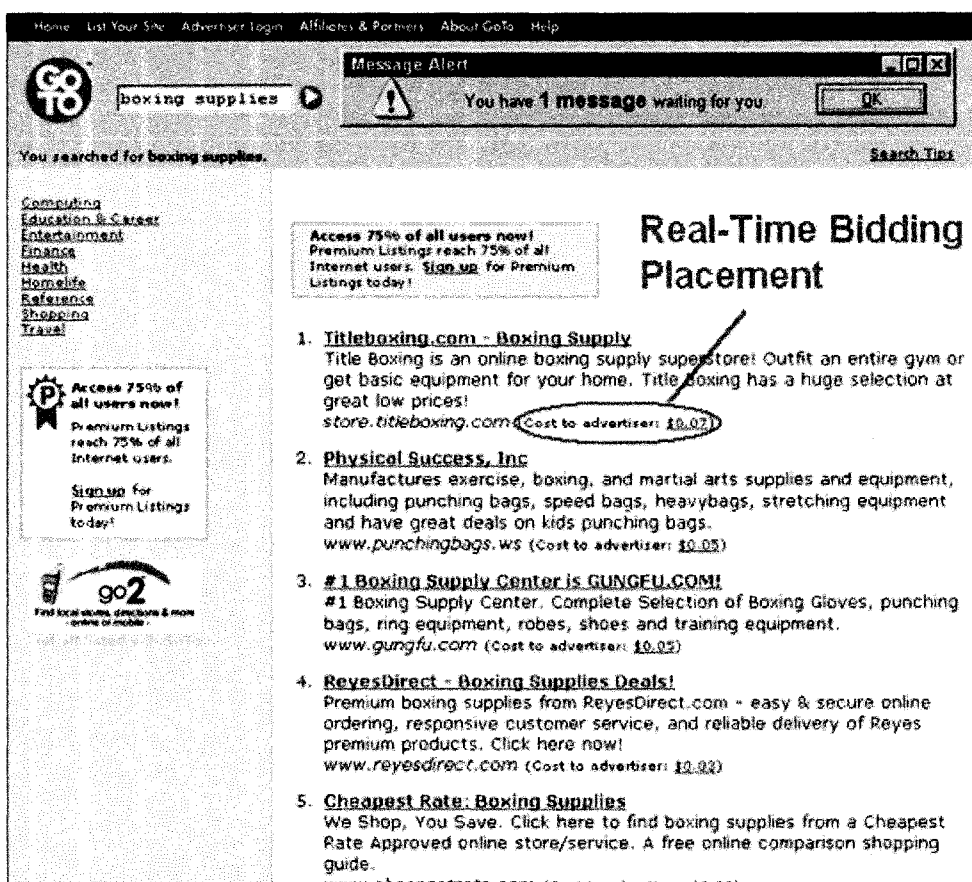 Home List Your Site Advertiser Login Affiliates & Partners About GoTo Help
GO
TO
boxing supplies
Message Alert
You have 1 message waiting for you
OK
You searched for boxing supplies.
Search Tips
Computing
Education & Career
Entertainment
Finance
Health
Homelife
Reference
Shopping
Travel
Access 75% of
all users now!
Premium Listings
reach 75% of all
Internet users.
Sign up for
Premium Listings
today!
go2
Find local stores, directions & more
- online or mobile -
Access 75% of all users now!
Premium Listings reach 75% of all
Internet users. Sign up for Premium
Listings today!
Real-Time Bidding
Placement
1. Titleboxing.com - Boxing Supply
Title Boxing is an online boxing supply superstore! Outfit an entire gym or
get basic equipment for your home. Title Boxing has a huge selection at
great low prices!
store.titleboxing.com (Cost to advertiser: $0.07)
2. Physical Success, Inc
Manufactures exercise, boxing, and martial arts supplies and equipment,
including punching bags, speed bags, heavybags, stretching equipment
and have great deals on kids punching bags.
www.punchingbags.ws (Cost to advertiser: $0.05)
3. #1 Boxing Supply Center is GUNGFU.COM!
#1 Boxing Supply Center. Complete Selection of Boxing Gloves, punching
bags, ring equipment, robes, shoes and training equipment.
www.gungfu.com (Cost to advertiser: $0.05)
4. ReyesDirect - Boxing Supplies Deals!
Premium boxing supplies from ReyesDirect.com - easy & secure online
ordering, responsive customer service, and reliable delivery of Reyes
premium products. Click here now!
www.reyesdirect.com (Cost to advertiser:
5. Cheapest Rate: Boxing Supplies
We Shop, You Save. Click here to find boxing supplies from a Cheapest
Rate Approved online store/service. A free online comparison shopping
guide.